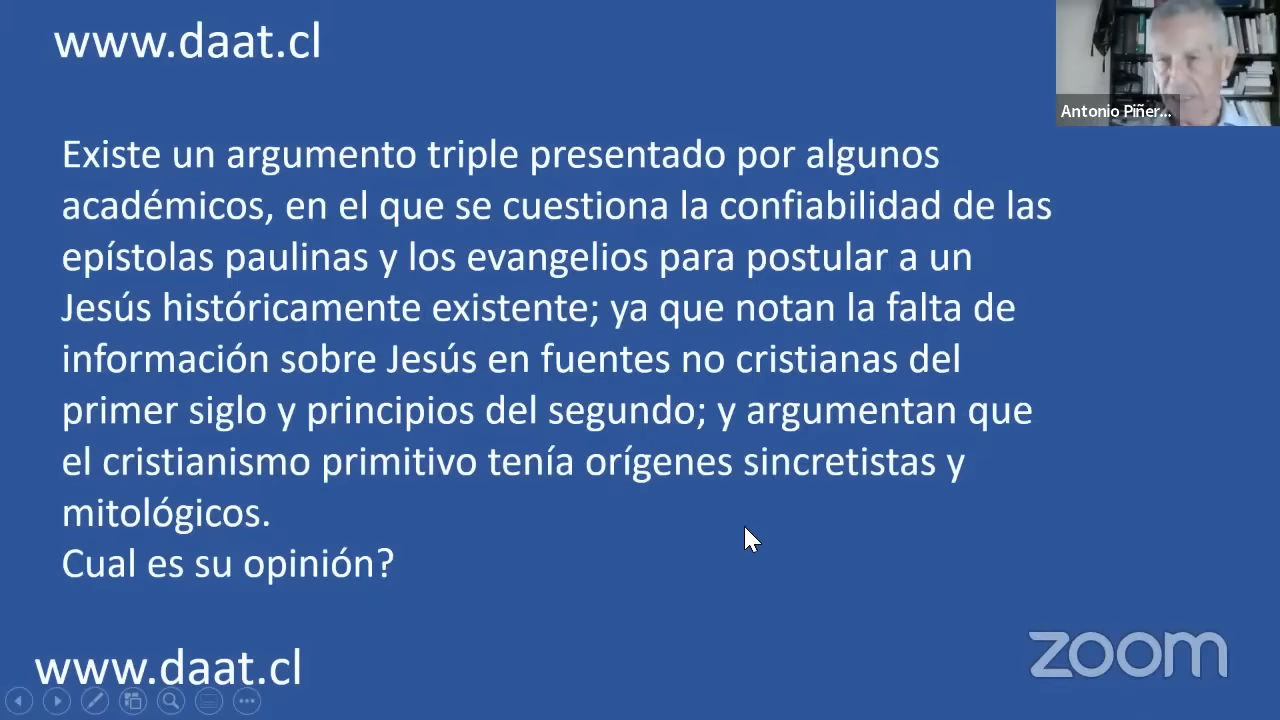 www.daat.cl
Antonio Piñer...
Existe un argumento triple presentado por algunos
académicos, en el que se cuestiona la confiabilidad de las
epístolas paulinas y los evangelios para postular a un
Jesús históricamente existente; ya que notan la falta de
información sobre Jesús en fuentes no cristianas del
primer siglo y principios del segundo; y argumentan que
el cristianismo primitivo tenía orígenes sincretistas y
mitológicos.
Cual es su opinión?
zoom
www.daat.cl